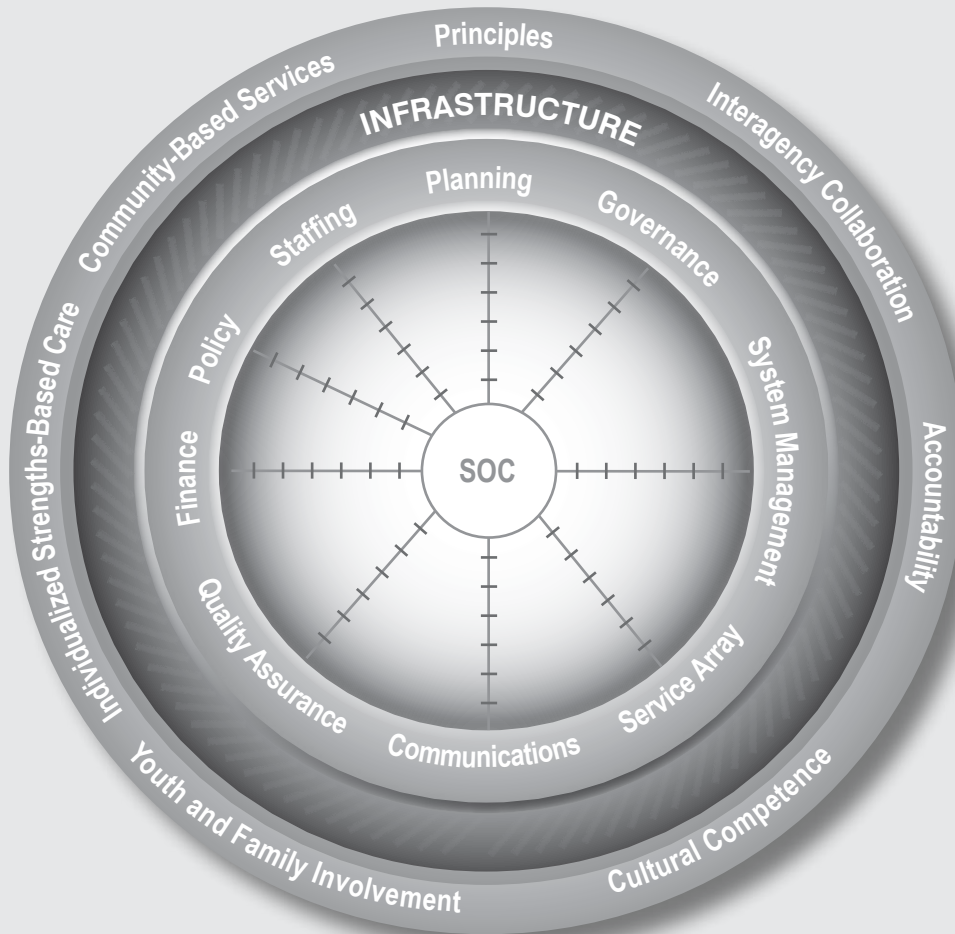 Principles
Interagency Collaboration
Accountability
Cultural Competence
Youth and Family Involvement
Individualized Strengths-Based Care
Community-Based Services
INFRASTRUCTURE
Planning
Governance
System Management
Service Array
Communications
Quality Assurance
Finance
Policy
Staffing
SOC